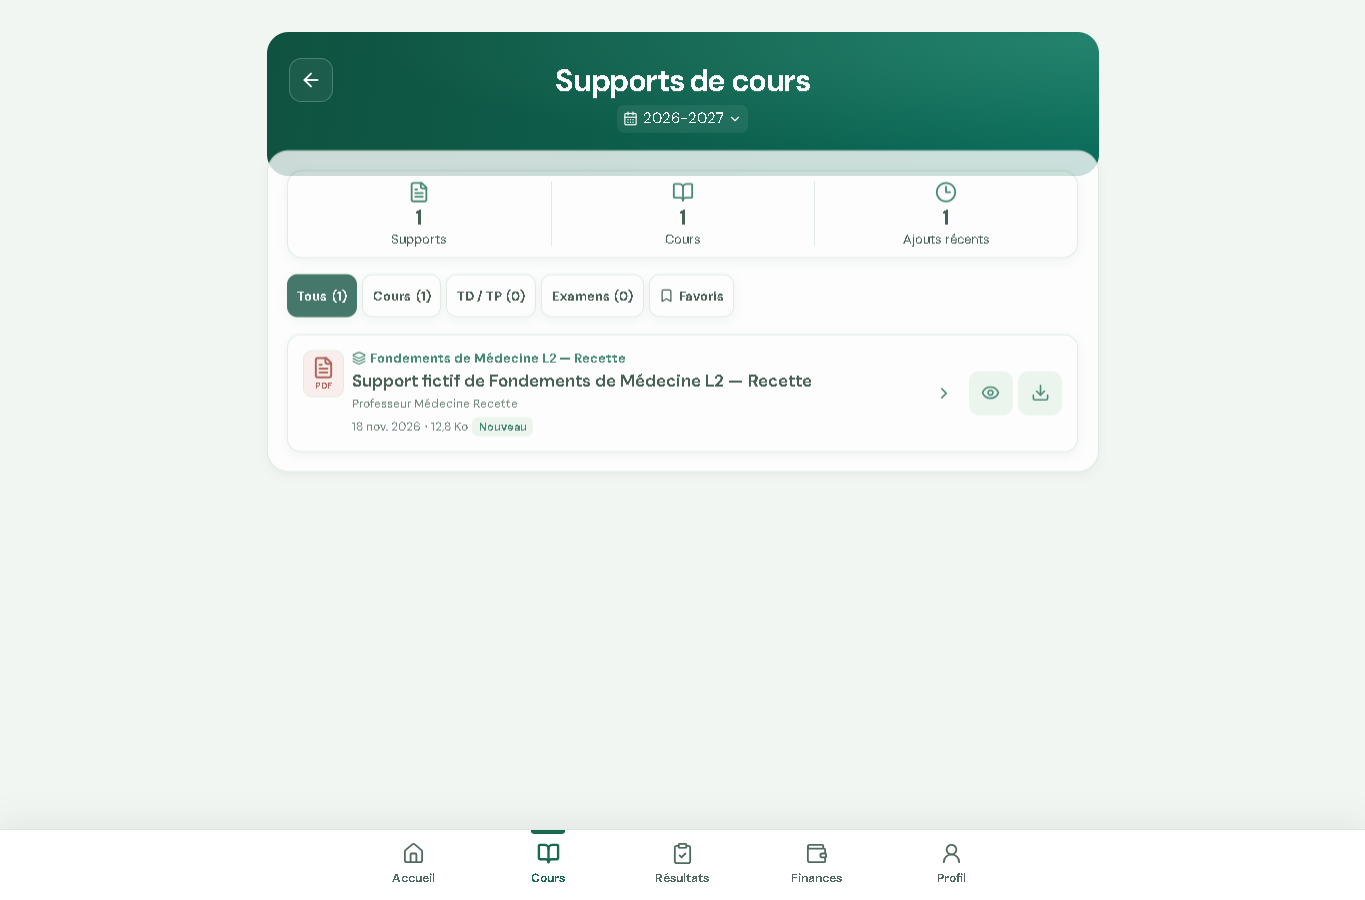 Supports de cours
2026-2027
1
Supports
1
Cours
1
Ajouts récents
Tous (1)
Cours (1)
TD / TP (0)
Examens (0)
Favoris
PDF
Fondements de Médecine L2 — Recette
Support fictif de Fondements de Médecine L2 — Recette
Professeur Médecine Recette
18 nov. 2026 · 12,8 Ko Nouveau
Accueil
Cours
Résultats
Finances
Profil